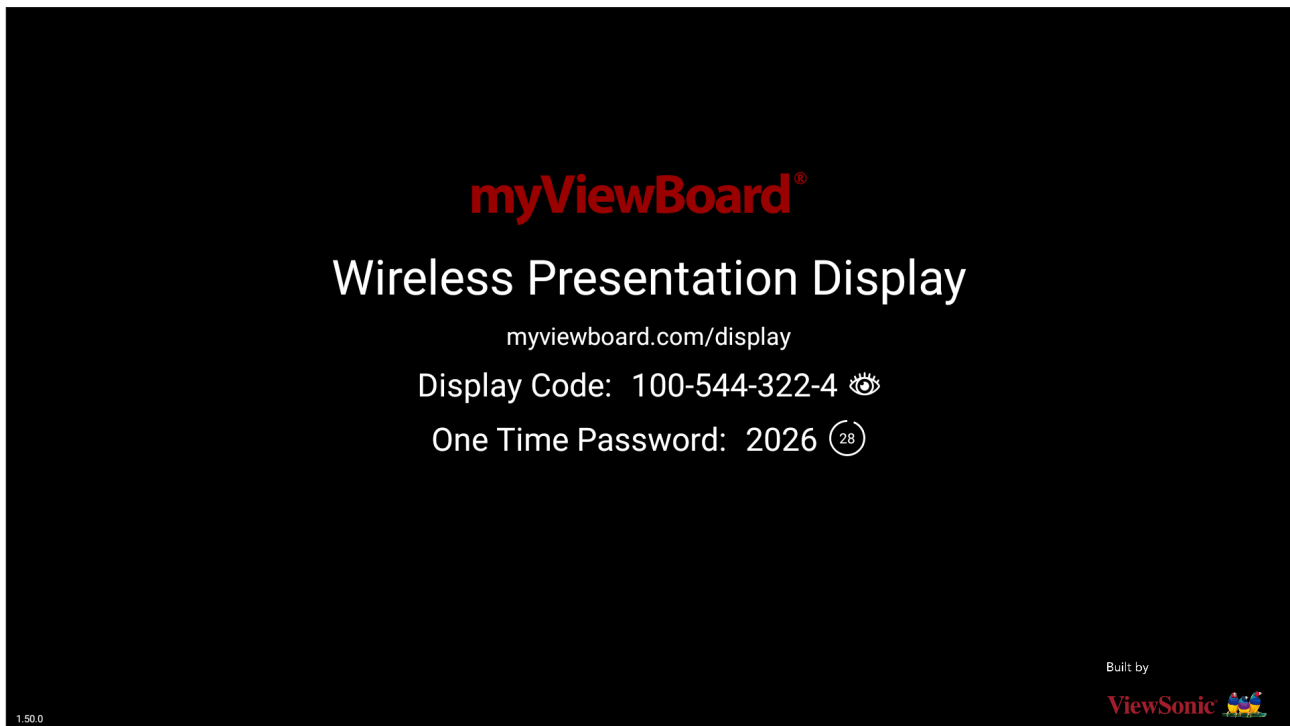 myViewBoard®
Wireless Presentation Display
myviewboard.com/display
Display Code: 100-544-322-4
One Time Password: 2026 28
Built by
ViewSonic®
1.50.0